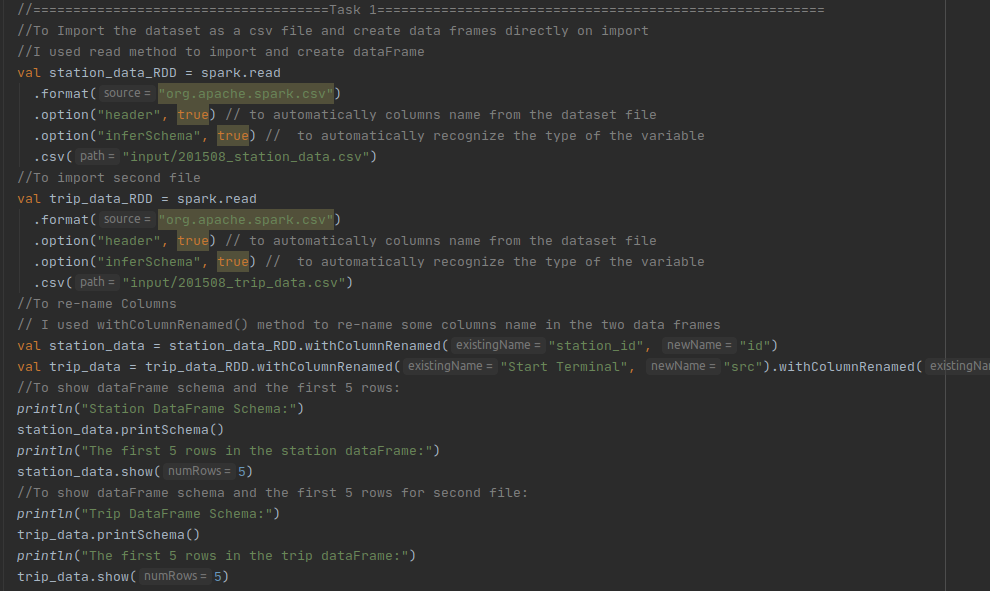 //=====================================Task 1========================================================
//To Import the dataset as a csv file and create data frames directly on import
//I used read method to import and create dataFrame
val station_data_RDD = spark.read
.format( source = "org.apache.spark.csv")
.option("header", true) // to automatically columns name from the dataset file
.option("inferSchema", true) //  to automatically recognize the type of the variable
.csv( path = "input/201508_station_data.csv")
//To import second file
val trip_data_RDD = spark.read
.format( source = "org.apache.spark.csv")
.option("header", true) // to automatically columns name from the dataset file
.option("inferSchema", true) //  to automatically recognize the type of the variable
.csv( path = "input/201508_trip_data.csv")
//To re-name Columns
// I used withColumnRenamed() method to re-name some columns name in the two data frames
val station_data = station_data_RDD.withColumnRenamed( existingName = "station_id", newName = "id")
val trip_data = trip_data_RDD.withColumnRenamed( existingName = "Start Terminal", newName = "src").withColumnRenamed(
//To show dataFrame schema and the first 5 rows:
println("Station DataFrame Schema:")
station_data.printSchema()
println("The first 5 rows in the station dataFrame:")
station_data.show( numRows = 5)
//To show dataFrame schema and the first 5 rows for second file:
println("Trip DataFrame Schema:")
trip_data.printSchema()
println("The first 5 rows in the trip dataFrame:")
trip_data.show( numRows = 5)